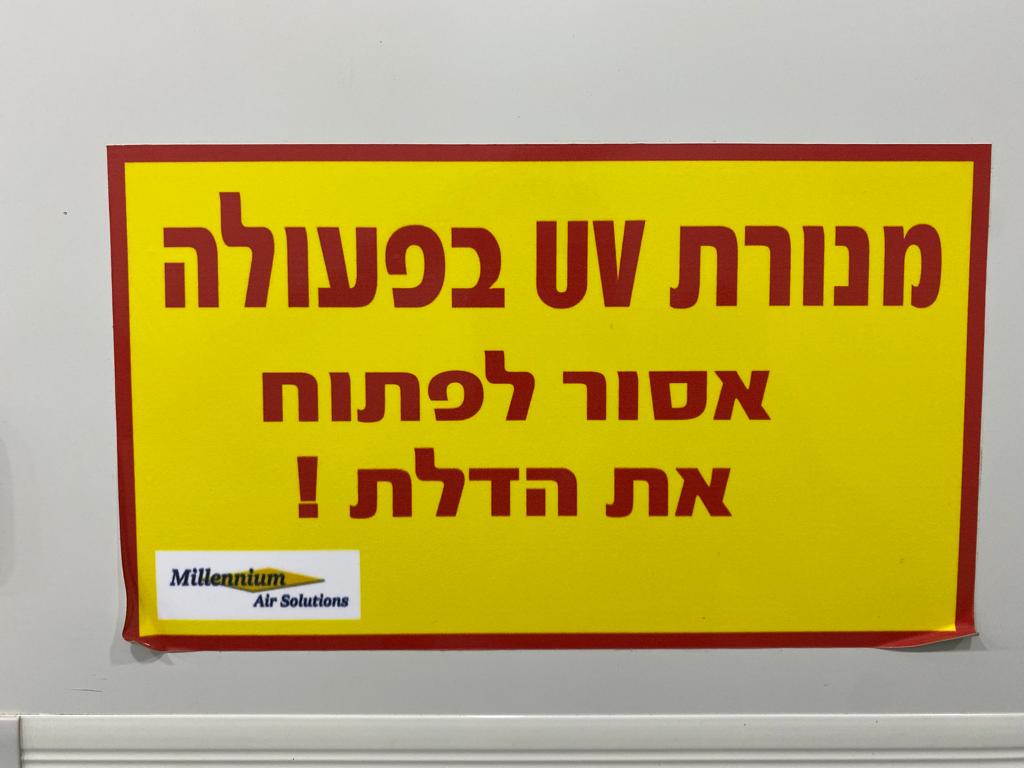 מנורת UV בפעולה
אסור לפתוח
את הדלת !
Millennium
Air Solutions